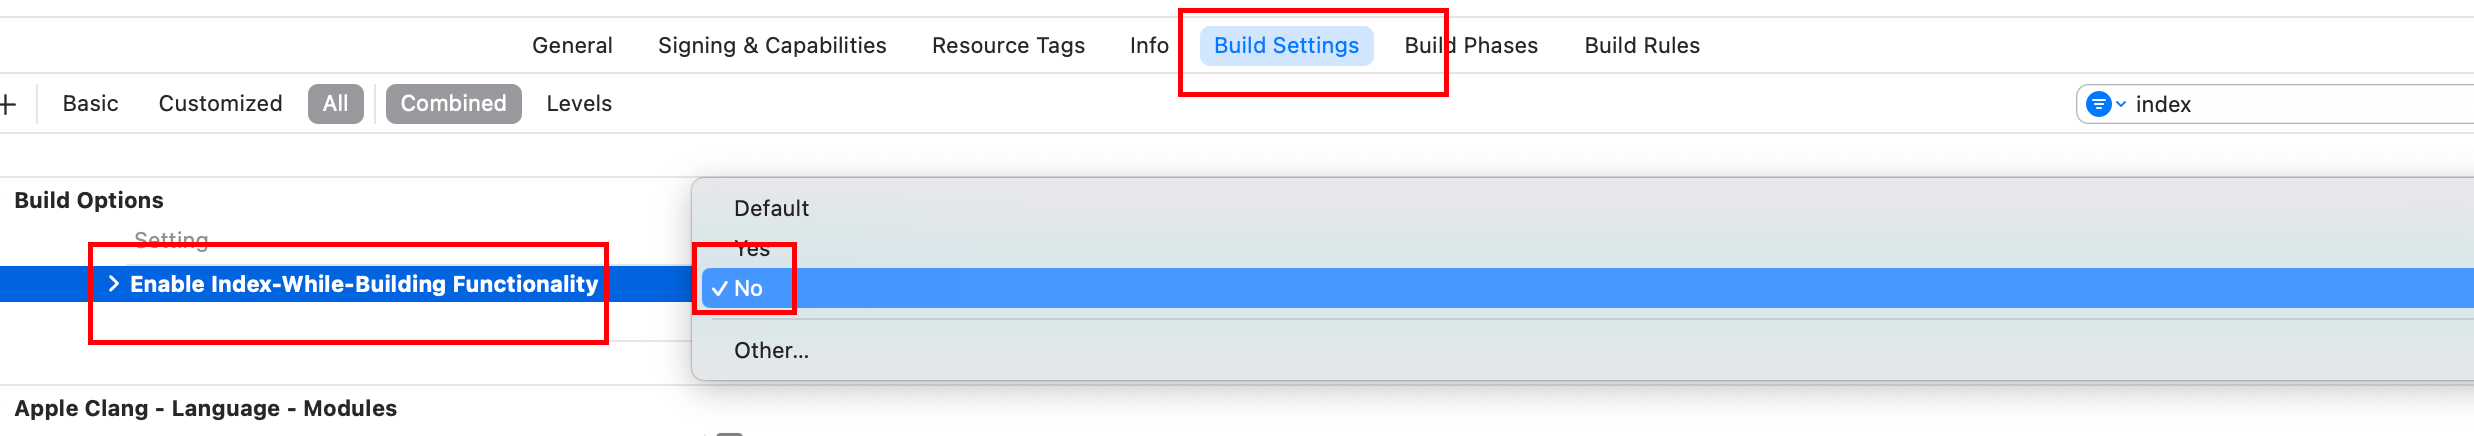 General Signing & Capabilities Resource Tags Info Build Settings Build Phases Build Rules
+ Basic Customized All Combined Levels index
Build Options
Default
Setting
Yes
Enable Index-While-Building Functionality
✓ No
Other...
Apple Clang - Language - Modules